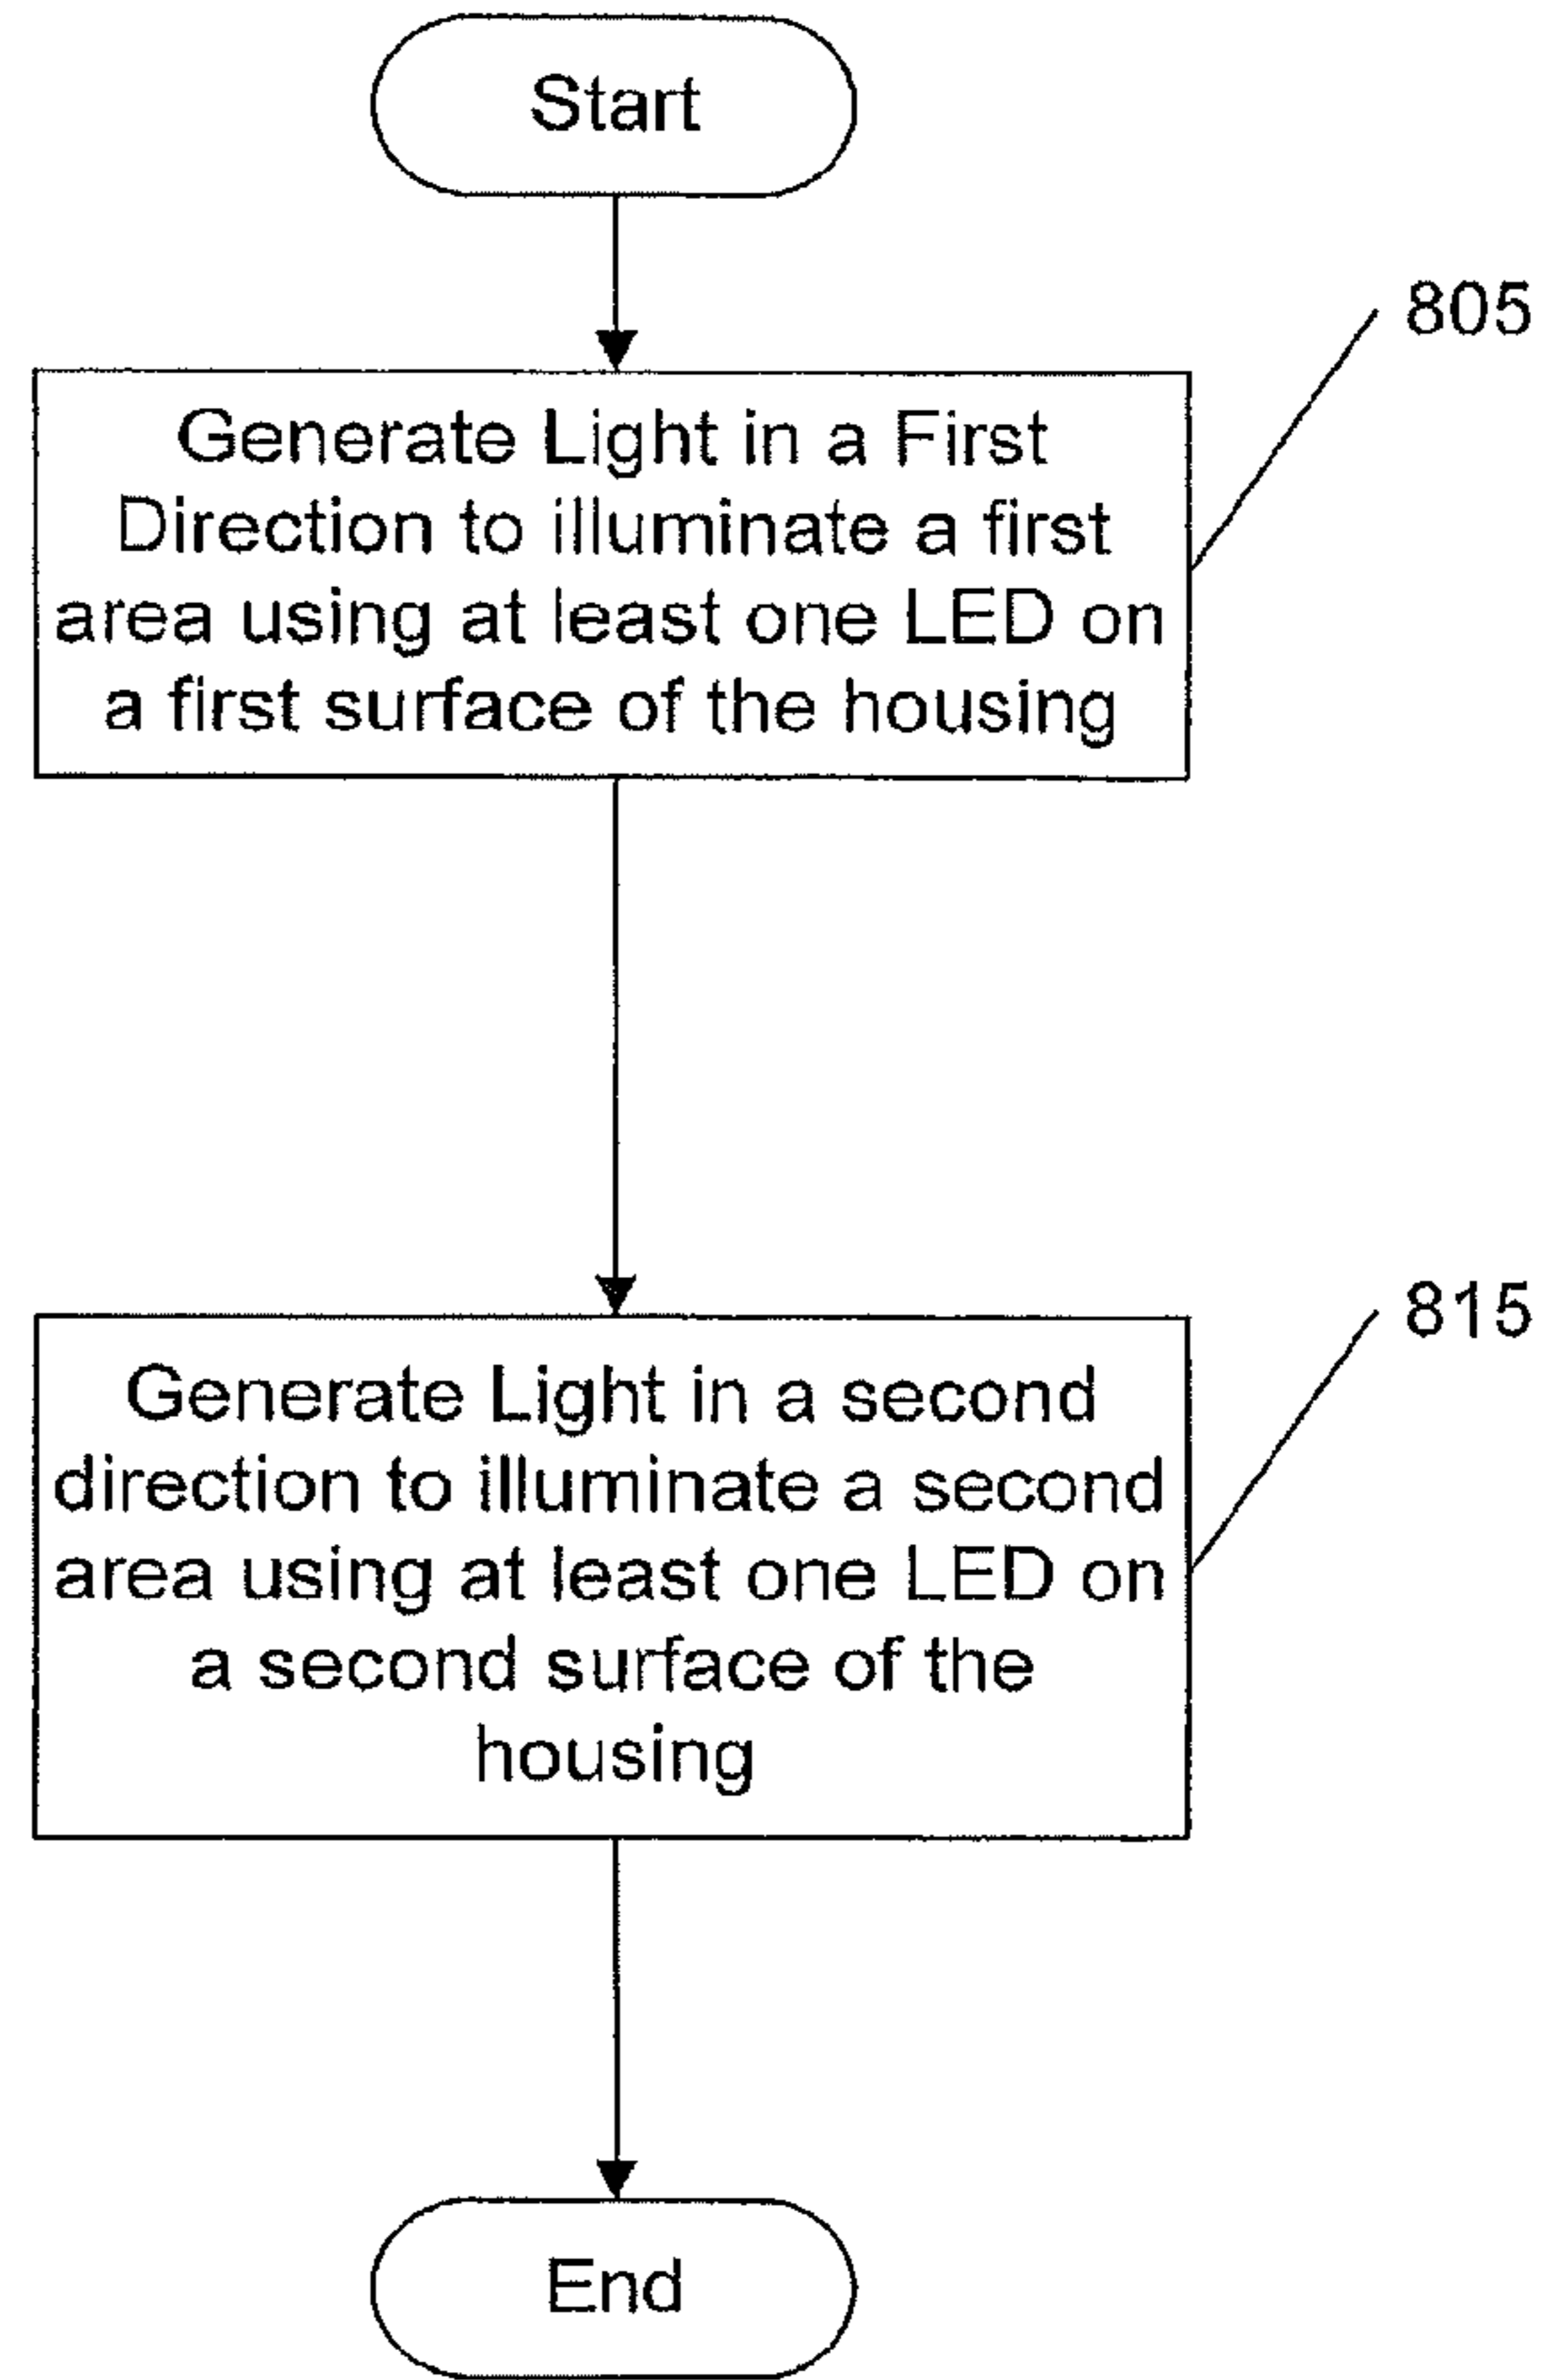 Start
805
Generate Light in a First
Direction to illuminate a first
area using at least one LED on
a first surface of the housing
815
Generate Light in a second
direction to illuminate a second
area using at least one LED on
a second surface of the
housing
End